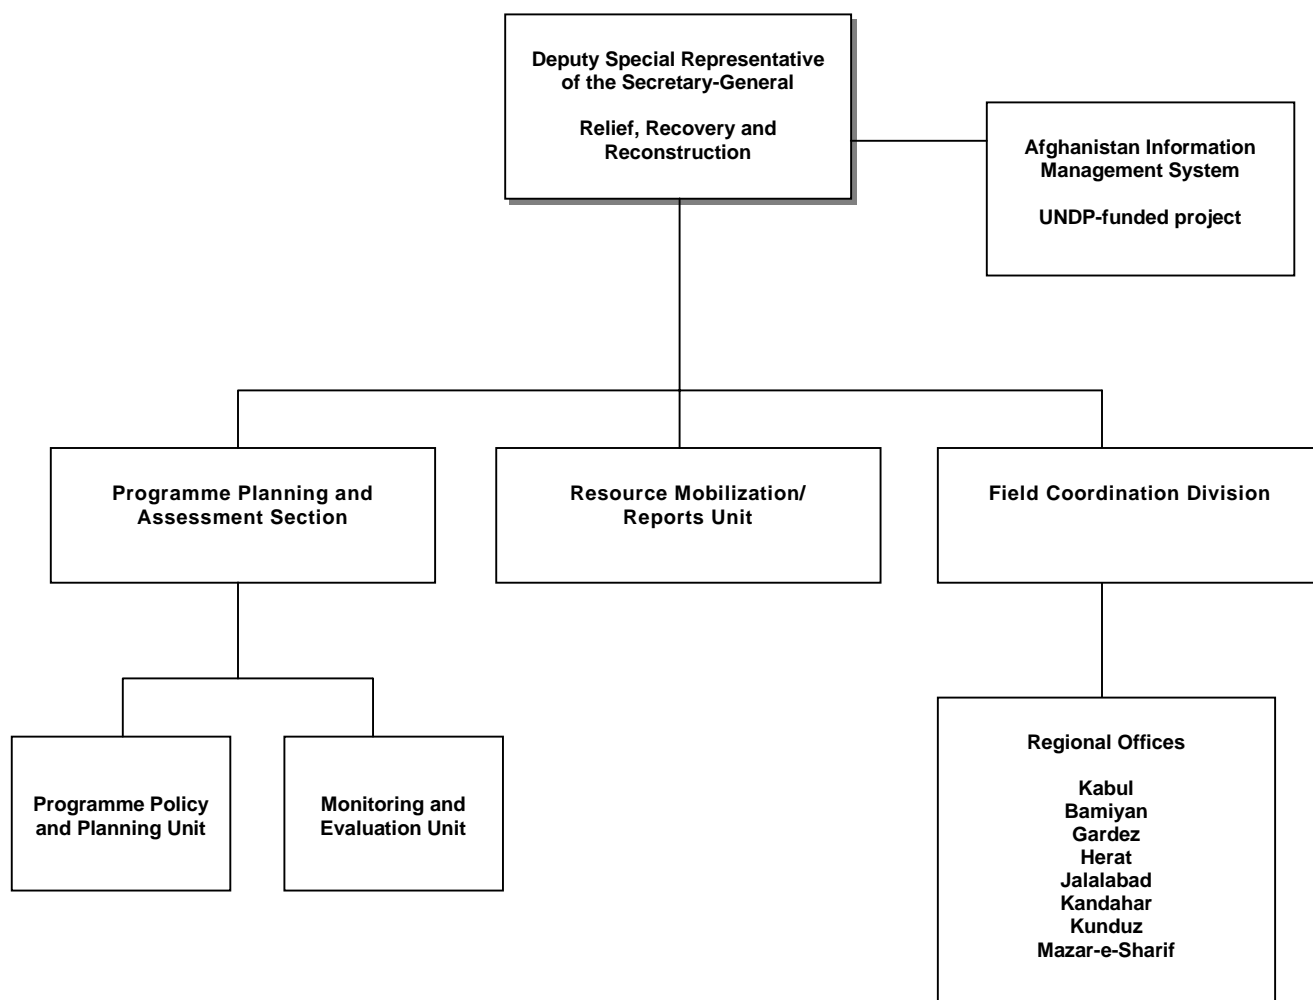 Deputy Special Representative
of the Secretary-General
Relief, Recovery and
Reconstruction
Afghanistan Information
Management System
UNDP-funded project
Programme Planning and
Assessment Section
Resource Mobilization/
Reports Unit
Field Coordination Division
Programme Policy
and Planning Unit
Monitoring and
Evaluation Unit
Regional Offices
Kabul
Bamiyan
Gardez
Herat
Jalalabad
Kandahar
Kunduz
Mazar-e-Sharif